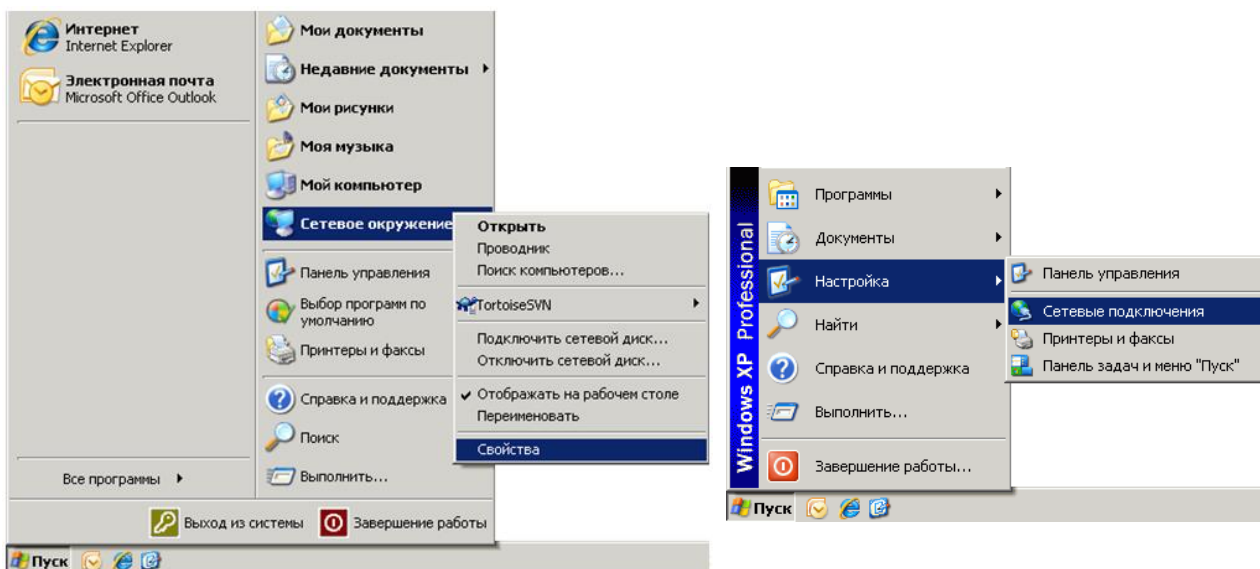 Интернет
Internet Explorer
Электронная почта
Microsoft Office Outlook
Все программы
Мои документы
Недавние документы
Мои рисунки
Моя музыка
Мой компьютер
Сетевое окружение
Панель управления
Выбор программ по
умолчанию
Принтеры и факсы
Справка и поддержка
Поиск
Выполнить...
Открыть
Проводник
Поиск компьютеров...
TortoiseSVN
Подключить сетевой диск...
Отключить сетевой диск...
Отображать на рабочем столе
Переименовать
Свойства
Выход из системы
Завершение работы
Пуск
Windows XP Professional
Программы
Документы
Настройка
Найти
Справка и поддержка
Выполнить...
Завершение работы...
Панель управления
Сетевые подключения
Принтеры и факсы
Панель задач и меню "Пуск"
Пуск